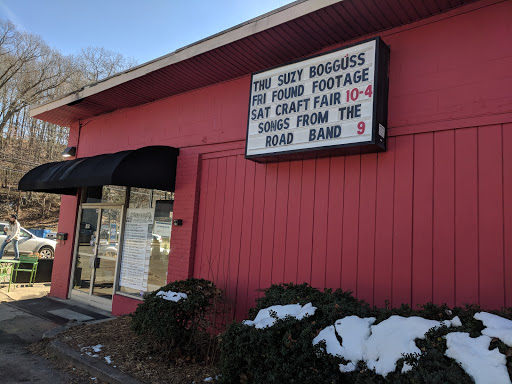 THU SUZY BOGGUSS
FRI FOUND FOOTAGE
SAT CRAFT FAIR 10-4
SONGS FROM THE
ROAD BAND 9